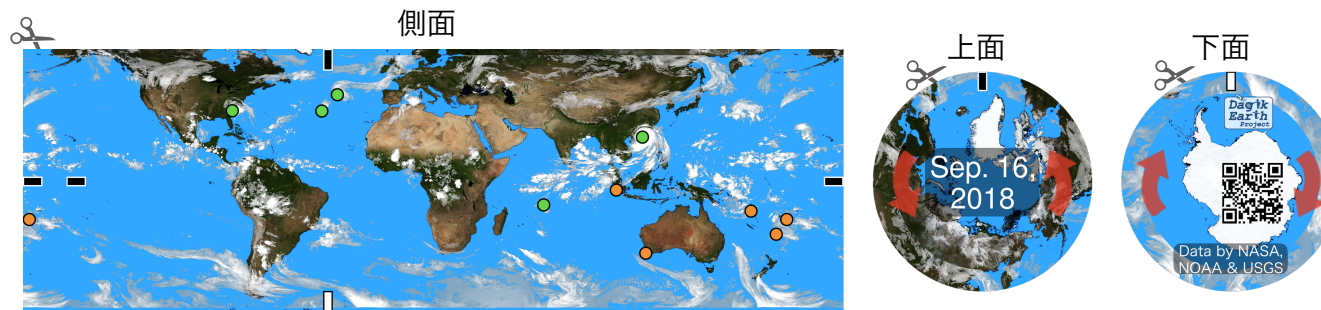 側面
上面
Sep. 16,
2018
下面
Dagik
Earth
Project
Data by NASA,
NOAA & USGS